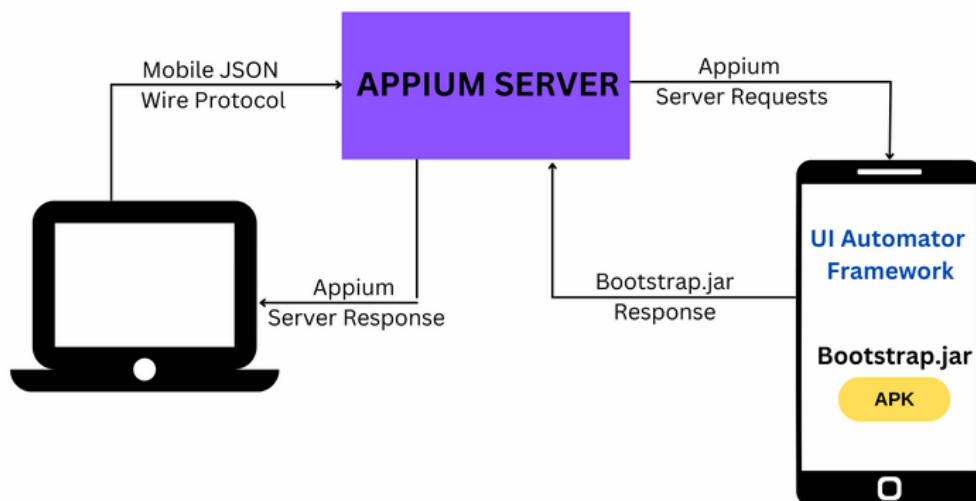 Mobile JSON
Wire Protocol
APPIUM SERVER
Appium
Server Requests
Appium
Server Response
Bootstrap.jar
Response
UI Automator
Framework
Bootstrap.jar
APK